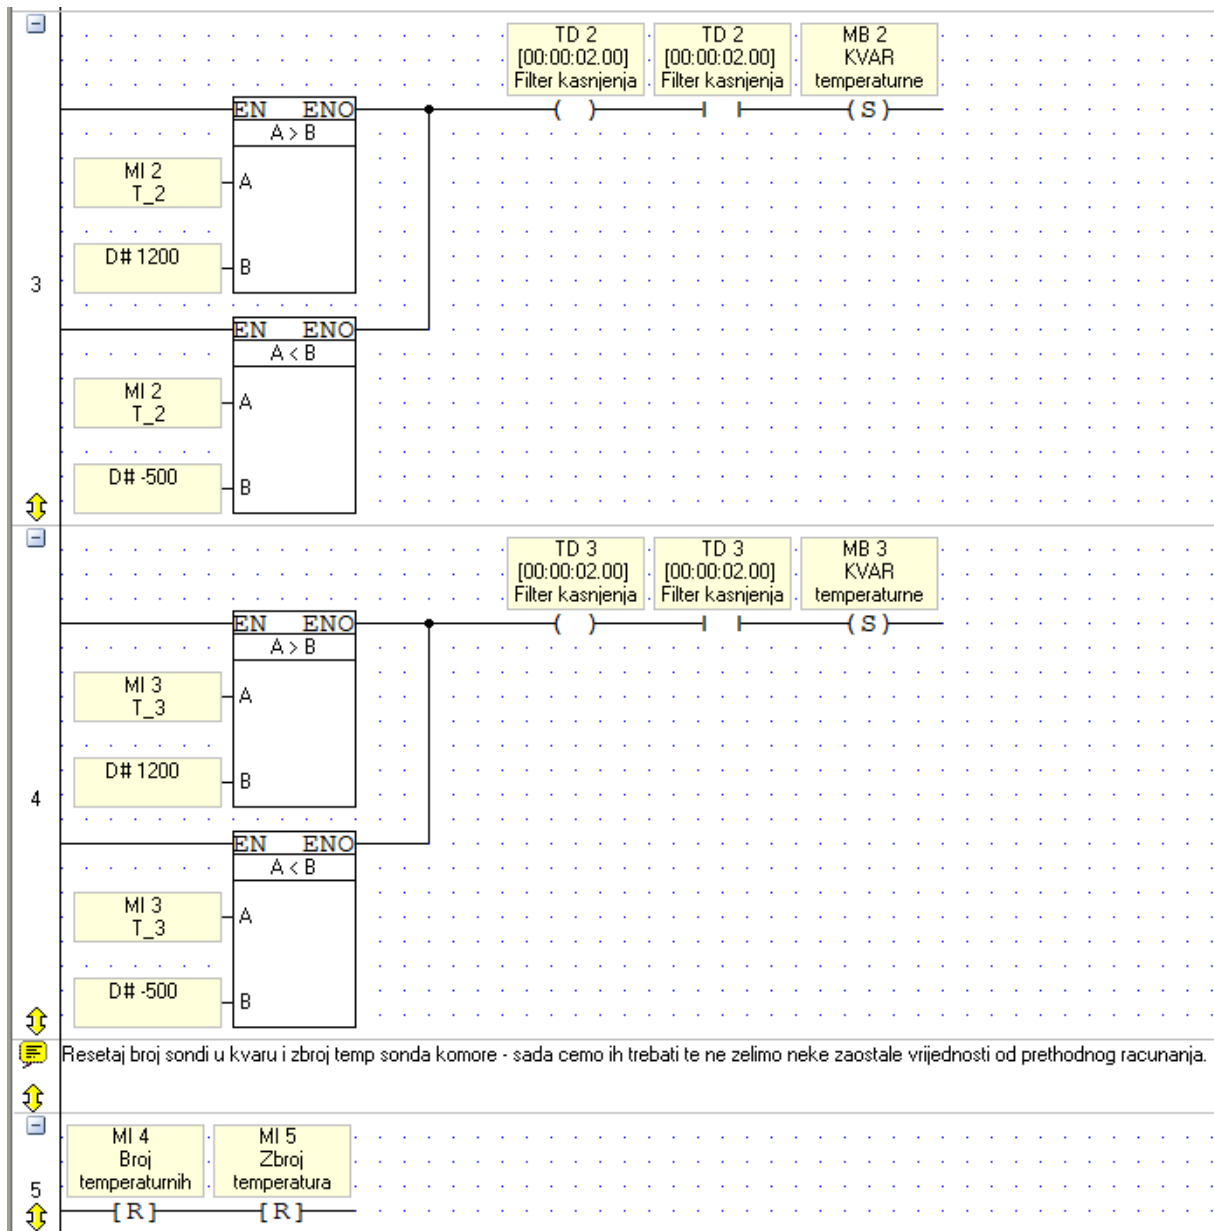 TD 2
[00:00:02.00]
Filter kasnjenja
TD 2
[00:00:02.00]
Filter kasnjenja
MB 2
KVAR
temperaturne
EN ENO
( )
(S)
A > B
MI 2
T_2
A
D# 1200
B
3
EN ENO
A < B
MI 2
T_2
A
D# -500
B
TD 3
[00:00:02.00]
Filter kasnjenja
TD 3
[00:00:02.00]
Filter kasnjenja
MB 3
KVAR
temperaturne
EN ENO
( )
(S)
A > B
MI 3
T_3
A
D# 1200
B
4
EN ENO
A < B
MI 3
T_3
A
D# -500
B
Resetaj broj sondi u kvaru i zbroj temp sonda komore - sada cemo ih trebati te ne zelimo neke zaostale vrijednosti od prethodnog racunanja.
MI 4
Broj
temperaturnih
MI 5
Zbroj
temperatura
5
[R]
[R]